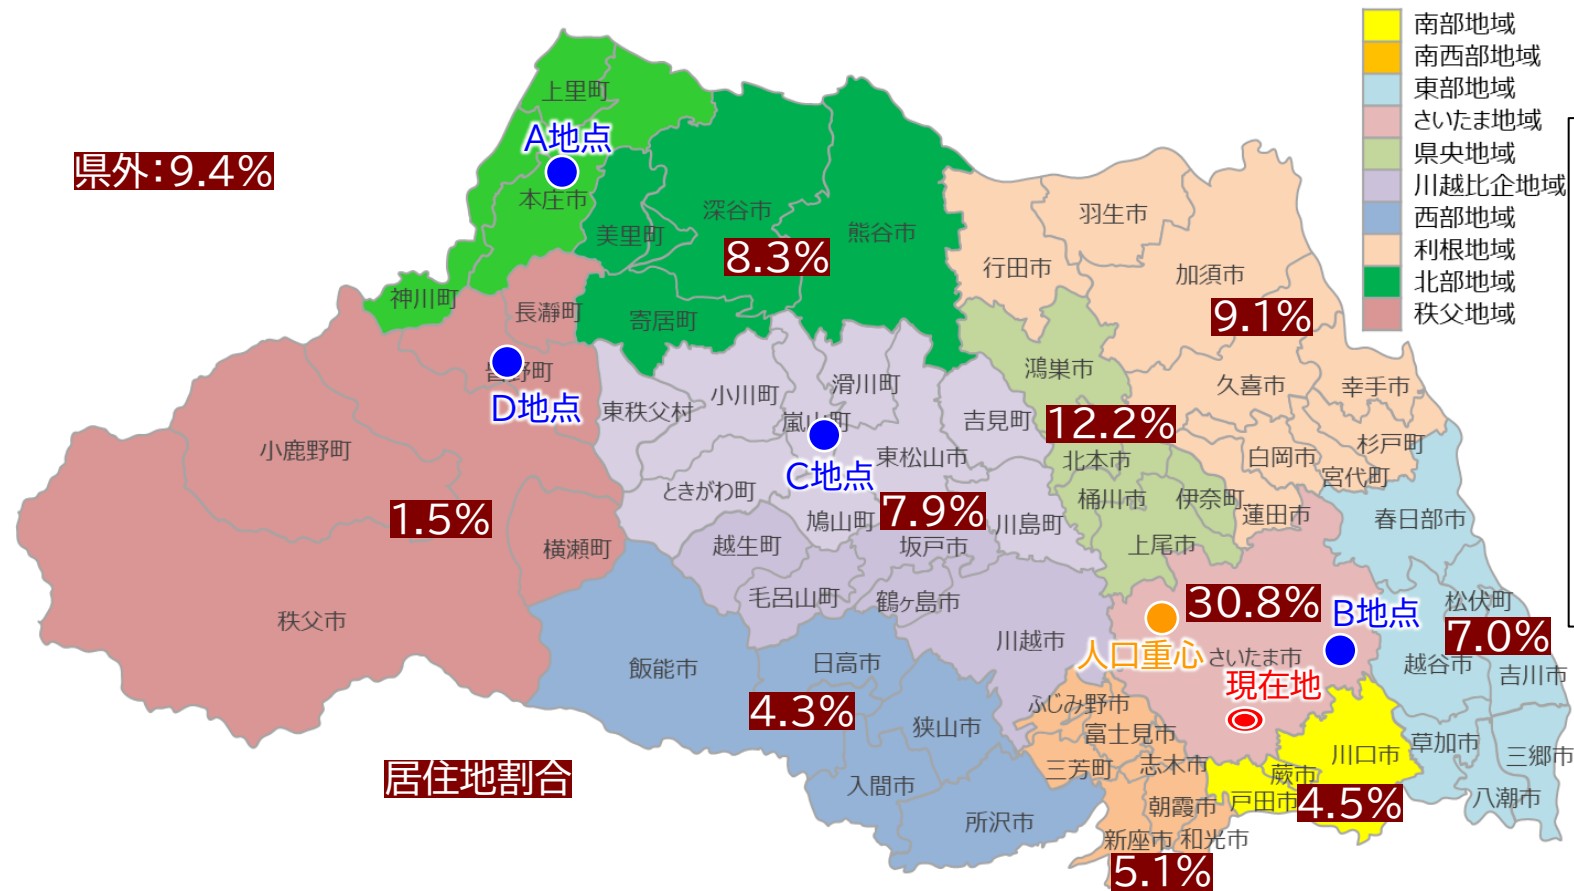 南部地域
南西部地域
東部地域
さいたま地域
県央地域
川越比企地域
西部地域
利根地域
北部地域
秩父地域
県外:9.4%
上里町
A地点
本庄市
美里町
深谷市
熊谷市
8.3%
神川町
長瀞町
寄居町
皆野町
D地点
行田市
羽生市
加須市
9.1%
鴻巣市
久喜市
幸手市
12.2%
北本市
白岡市
杉戸町
宮代町
桶川市
伊奈町
蓮田市
上尾市
春日部市
東秩父村
小川町
滑川町
嵐山町
吉見町
C地点
東松山市
ときがわ町
鳩山町
7.9%
川島町
越生町
坂戸市
毛呂山町
鶴ヶ島市
川越市
小鹿野町
1.5%
横瀬町
秩父市
30.8%
B地点
人口重心
さいたま市
現在地
松伏町
7.0%
越谷市
吉川市
草加市
三郷市
八潮市
飯能市
日高市
4.3%
狭山市
入間市
所沢市
ふじみ野市
富士見市
三芳町
志木市
朝霞市
新座市
和光市
5.1%
川口市
蕨市
戸田市
4.5%
居住地割合